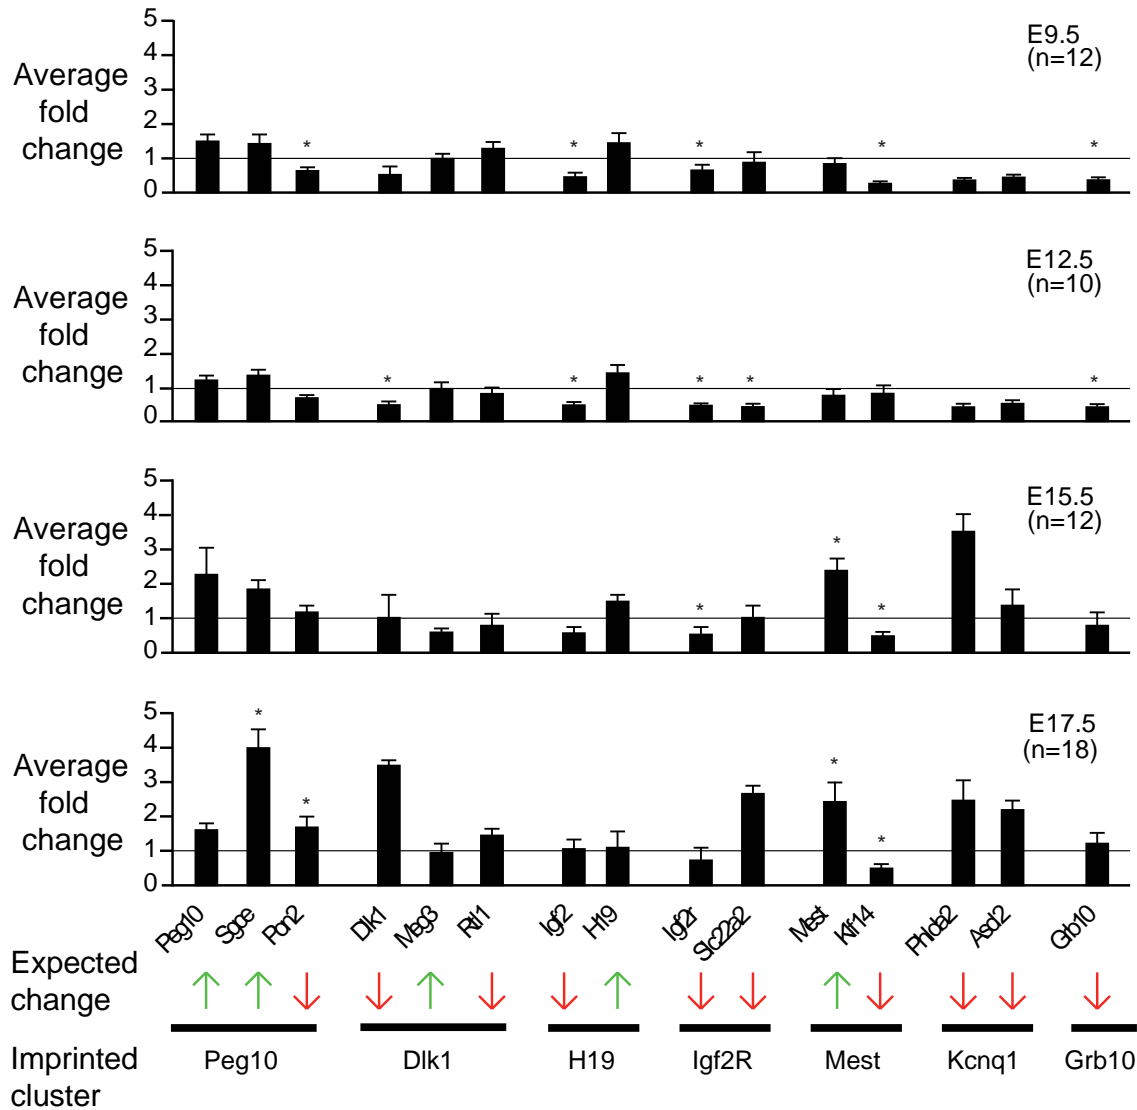 5
4
3
2
1
0
Average
fold
change
E9.5
(n=12)
*
*
*
*
*
5
4
3
2
1
0
Average
fold
change
E12.5
(n=10)
*
*
*
*
*
5
4
3
2
1
0
Average
fold
change
E15.5
(n=12)
*
*
*
5
4
3
2
1
0
Average
fold
change
E17.5
(n=18)
*
*
*
*
Peg10
Sgce
Pon2
Dlk1
Meg3
Rtl1
Igf2
H19
Igf2r
Slc22a2
Mest
Klf14
Phlda2
Ascl2
Grb10
Expected
change
Imprinted
cluster
Peg10
Dlk1
H19
Igf2R
Mest
Kcnq1
Grb10